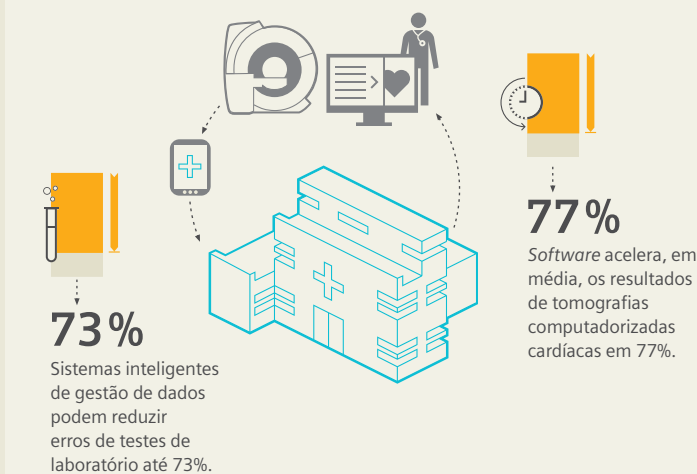 73%
Sistemas inteligentes
de gestão de dados
podem reduzir
erros de testes de
laboratório até 73%.
77%
Software acelera, em
média, os resultados
de tomografias
computadorizadas
cardíacas em 77%.